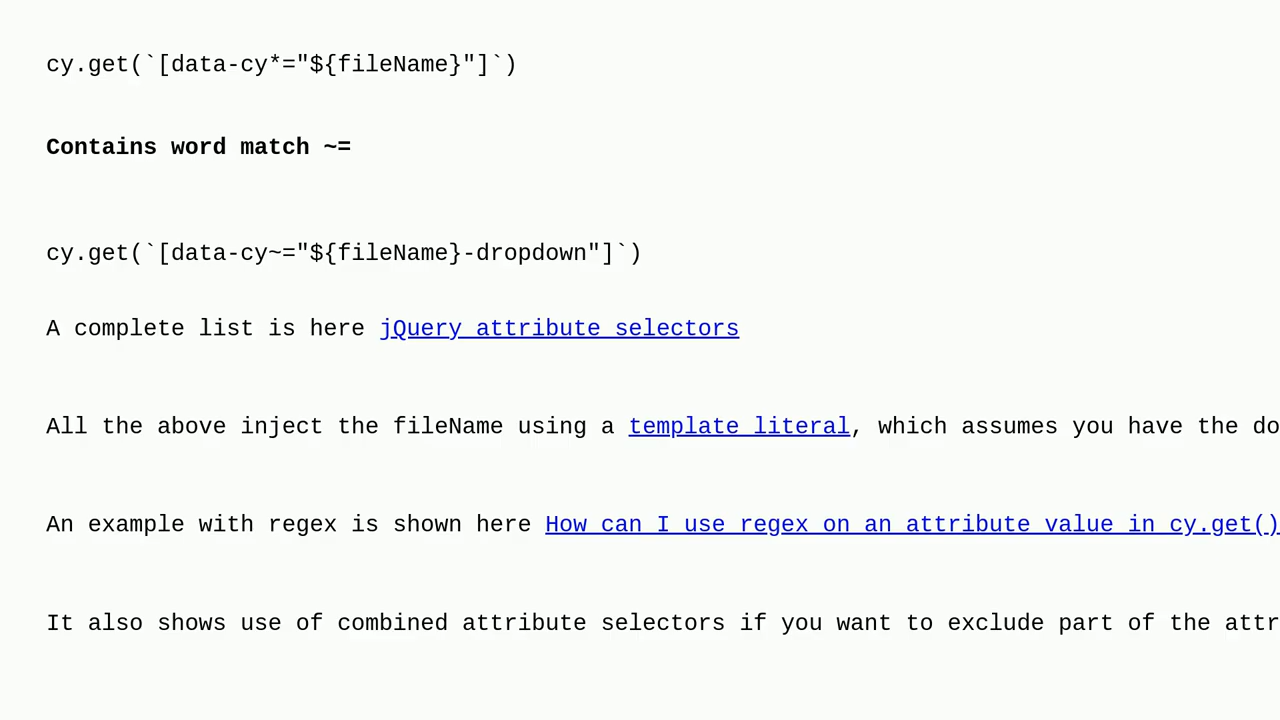 cy.get(`[data-cy*="${fileName}"]`)
Contains word match ~=
cy.get(`[data-cy~="${fileName}-dropdown"]`)
A complete list is here jQuery attribute selectors
All the above inject the fileName using a template literal, which assumes you have the do
An example with regex is shown here How can I use regex on an attribute value in cy.get()
It also shows use of combined attribute selectors if you want to exclude part of the attr